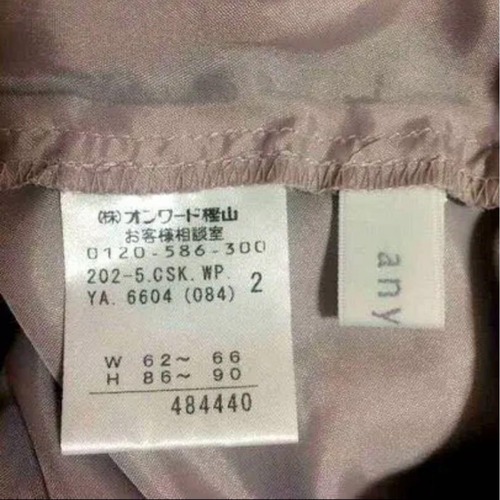 (株)オンワード樫山
お客様相談室
0120-586-300
202-5.CSK.WP.
YA.6604(084) 2
W 62〜 66
H 86〜 90
484440
any